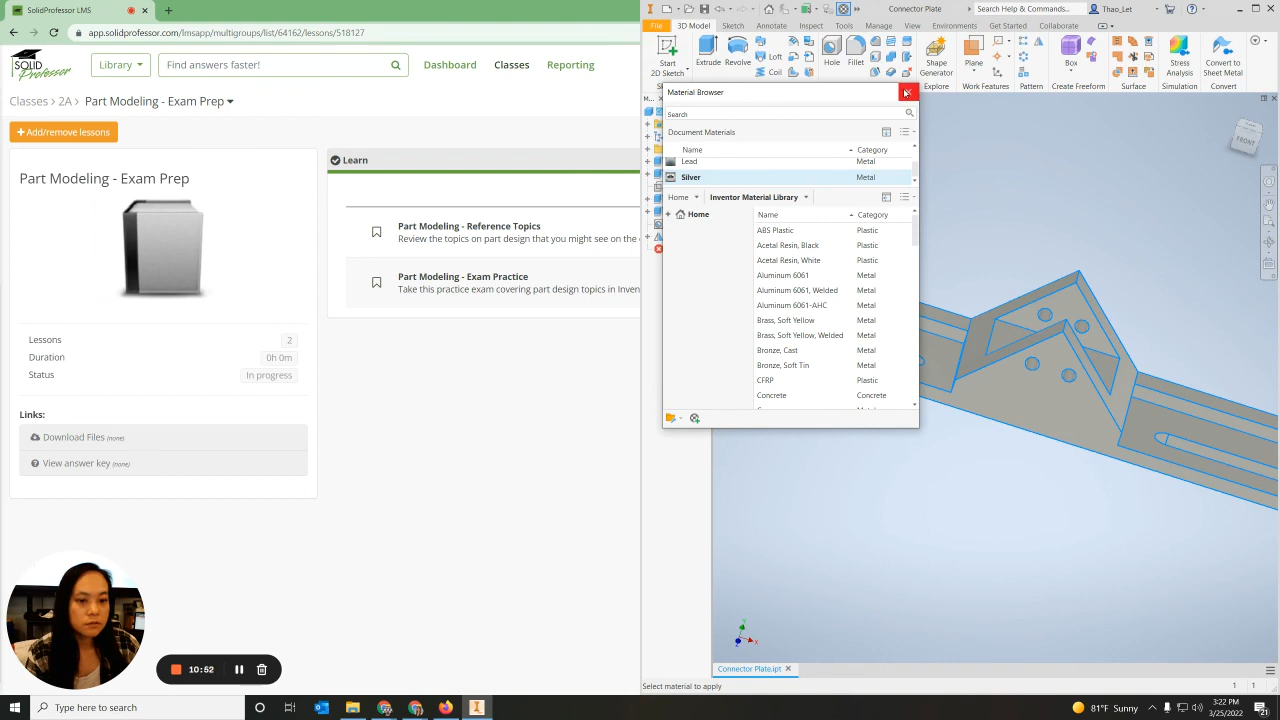 SolidProfessor LMS
app.solidprofessor.com/lmsapp/multigroups/list/64162/lessons/518127
SOLID
Professor
Library
Find answers faster!
Dashboard
Classes
Reporting
Classes > 2A > Part Modeling - Exam Prep
+ Add/remove lessons
Part Modeling - Exam Prep
Lessons 2
Duration 0h 0m
Status In progress
Links:
Download Files (none)
View answer key (none)
Learn
Part Modeling - Reference Topics
Review the topics on part design that you might see on the
Part Modeling - Exam Practice
Take this practice exam covering part design topics in Inven
10:52
Connector Plate
Search Help & Commands...
Thao_Let
File
3D Model
Sketch
Inspect
Tools
Manage
View
Environments
Get Started
Collaborate
Start
2D Sketch
Extrude
Revolve
Loft
Coil
Hole
Fillet
Shape
Generator
Plane
Box
Stress
Analysis
Convert to
Sheet Metal
Explore
Work Features
Pattern
Create Freeform
Surface
Simulation
Convert
Material Browser
Search
Document Materials
Name Category
Lead Metal
Silver Metal
Home
Inventor Material Library
Home
Name Category
ABS Plastic Plastic
Acetal Resin, Black Plastic
Acetal Resin, White Plastic
Aluminum 6061 Metal
Aluminum 6061, Welded Metal
Aluminum 6061-AHC Metal
Brass, Soft Yellow Metal
Brass, Soft Yellow, Welded Metal
Bronze, Cast Metal
Bronze, Soft Tin Metal
CFRP Plastic
Concrete Concrete
FRONT
Y
X
Z
Connector Plate.ipt
Select material to apply
1 1
Type here to search
81°F Sunny
3:22 PM
3/25/2022
21